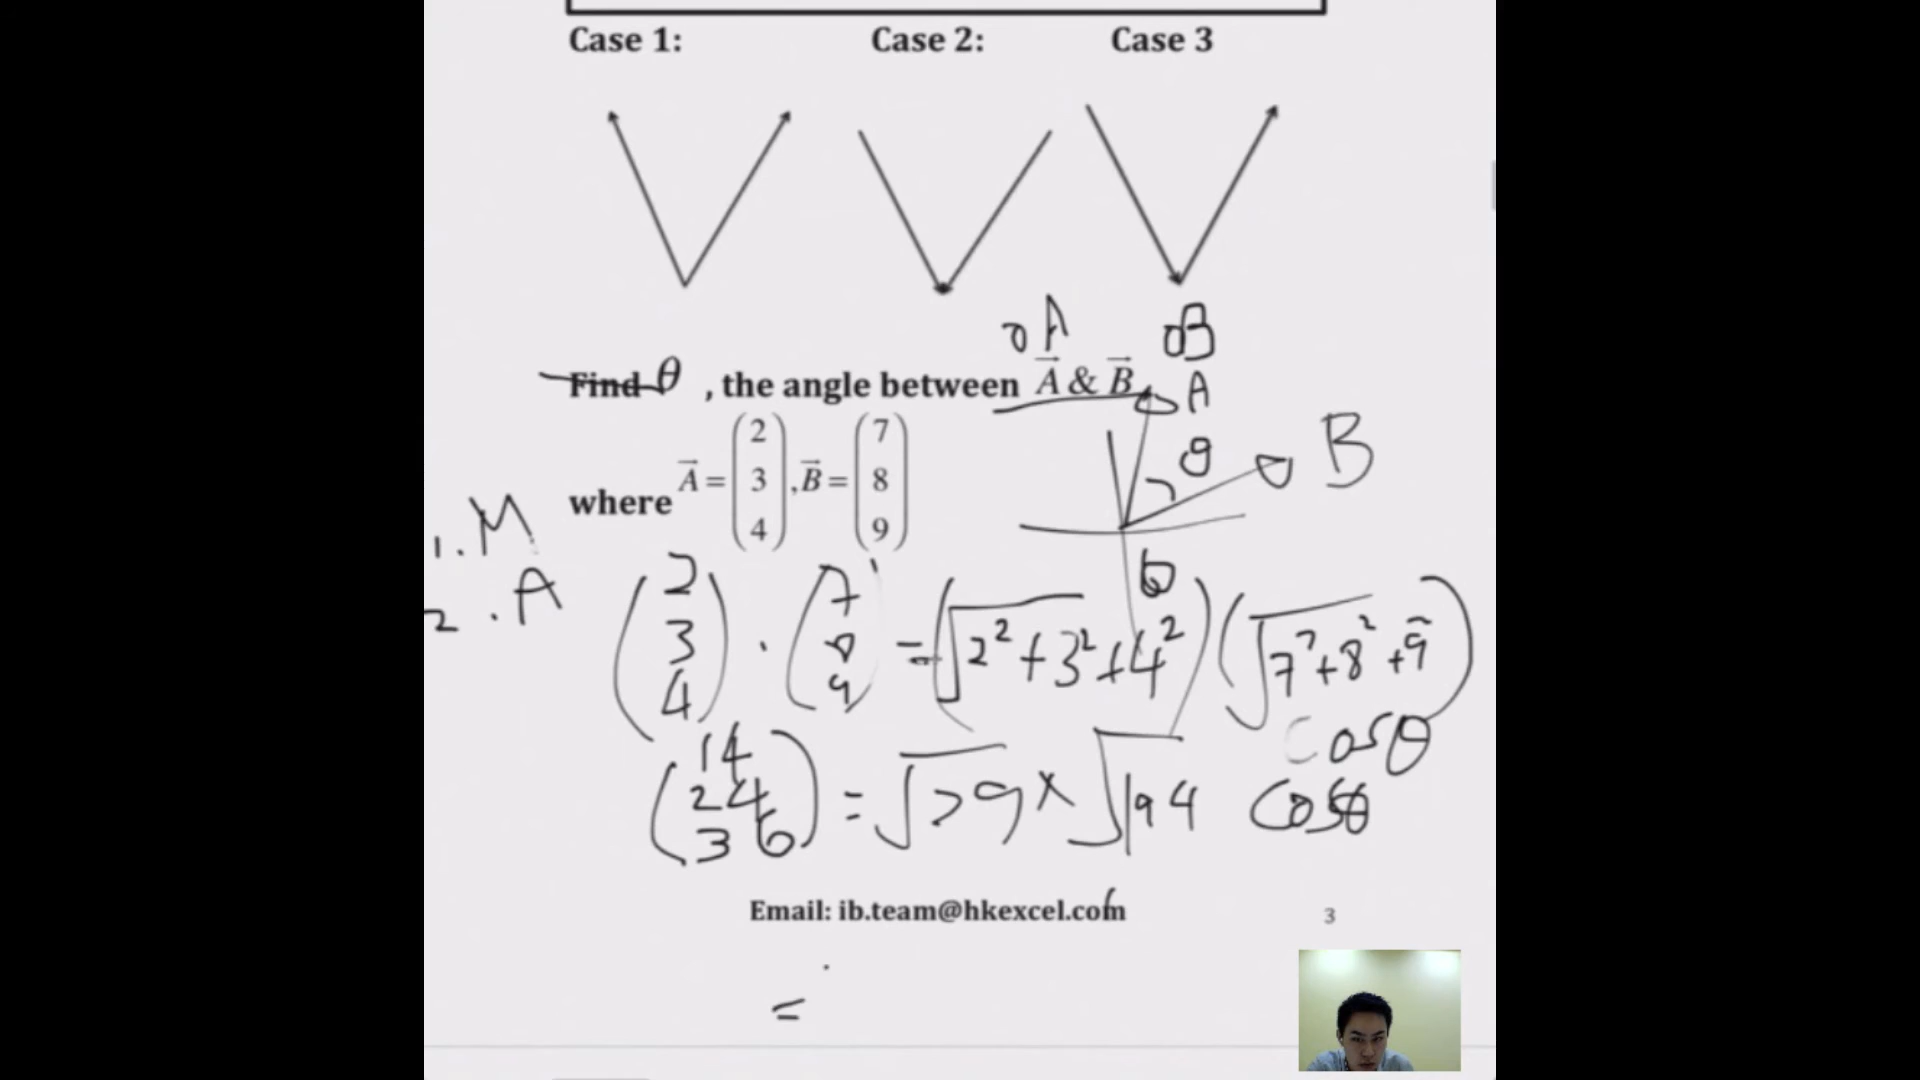 Case 1: Case 2: Case 3
OA OB
Find θ , the angle between A & B
A
θ B
where A = (2 3 4) , B = (7 8 9)
1. M
2. A
(2 3 4) · (7 8 9) = (√2² + 3² + 4²) (√7² + 8² + 9²) cosθ
(14 24 36) = √29 × √194 cosθ
Email: ib.team@hkexcel.com 3
=